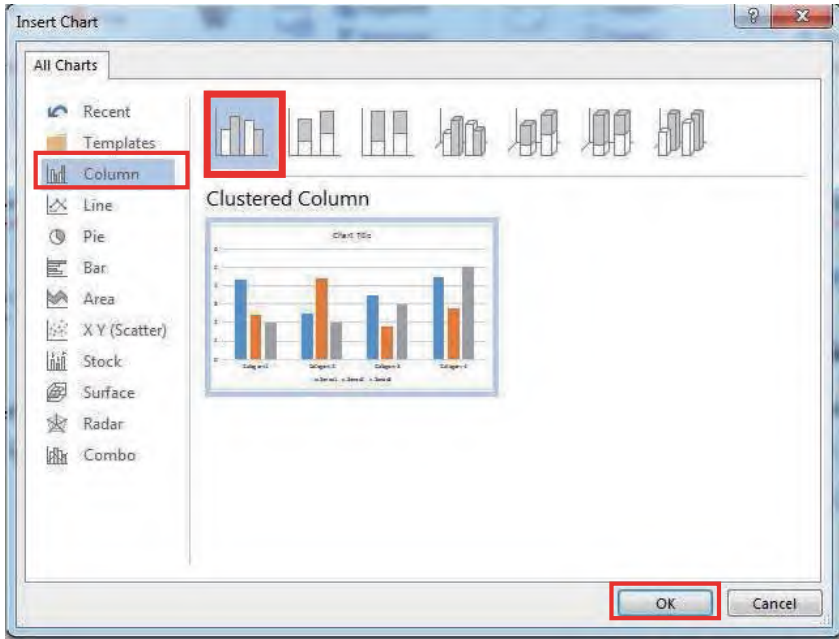 Insert Chart
All Charts
Recent
Templates
Column
Line
Pie
Bar
Area
X Y (Scatter)
Stock
Surface
Radar
Combo
Clustered Column
Chart Title
OK
Cancel